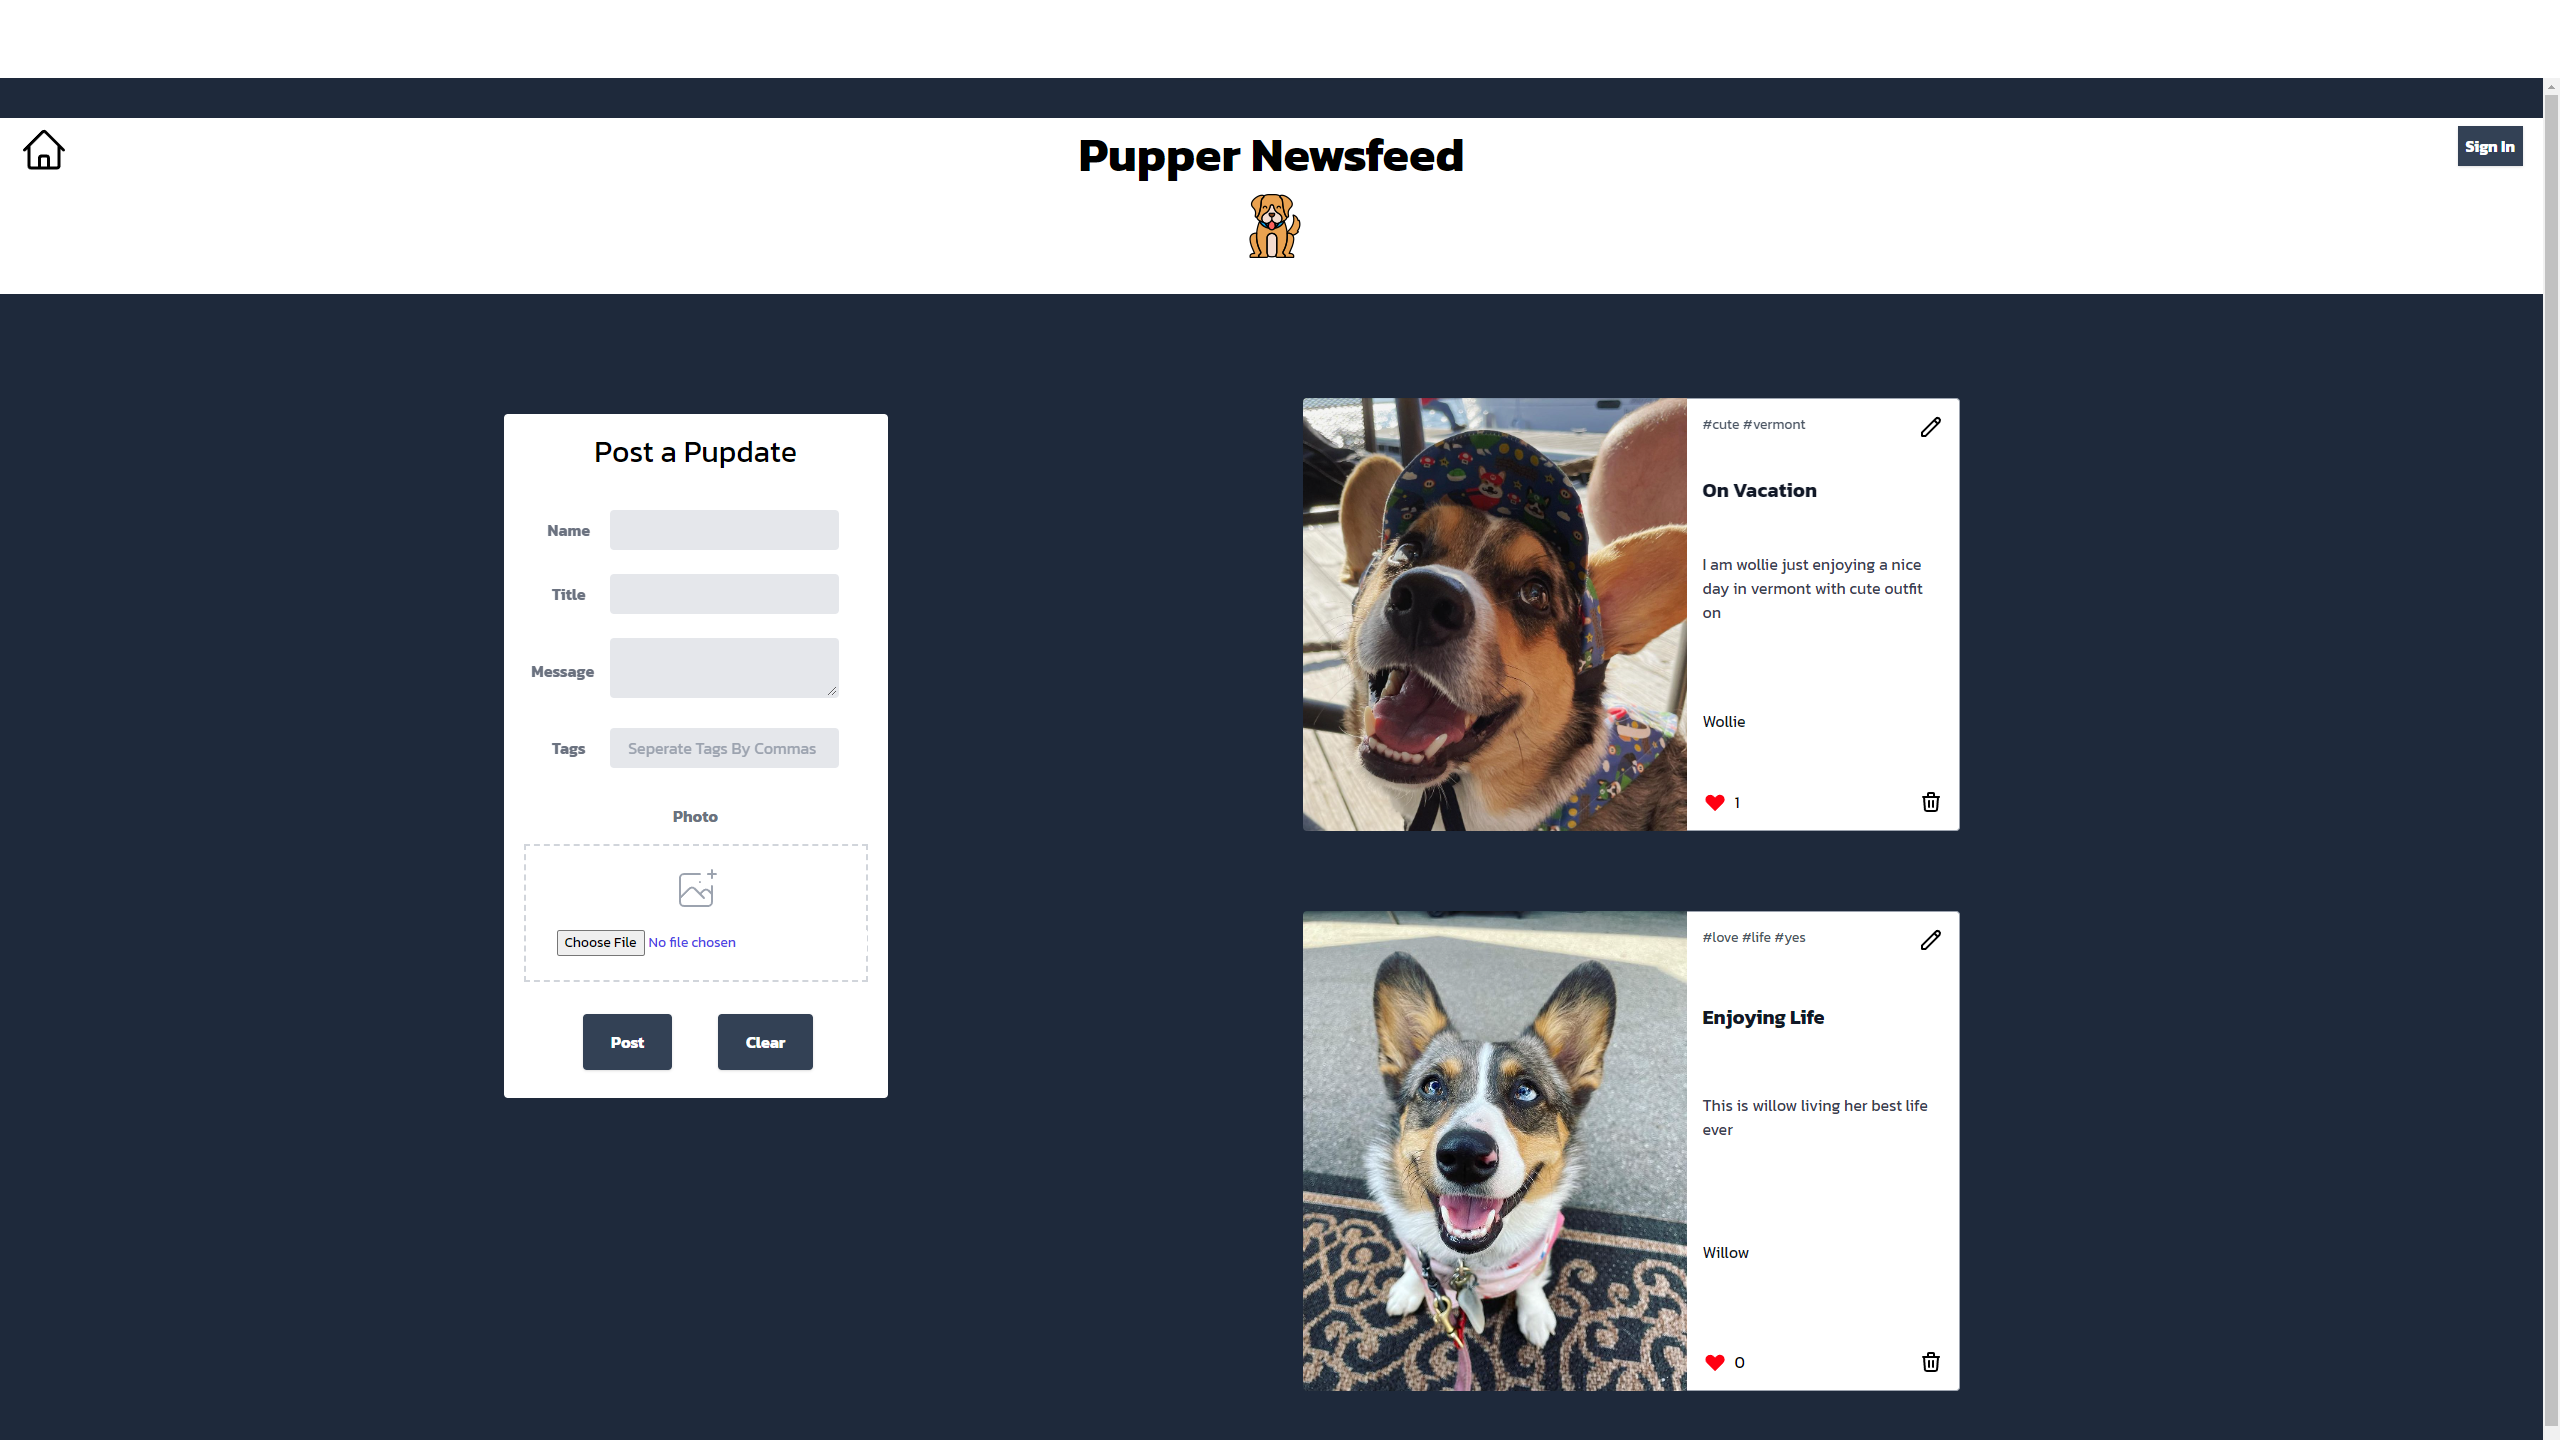 Pupper Newsfeed
Sign In
Post a Pupdate
Name
Title
Message
Tags
Seperate Tags By Commas
Photo
Choose File No file chosen
Post
Clear
#cute #vermont
On Vacation
I am wollie just enjoying a nice
day in vermont with cute outfit
on
Wollie
1
#love #life #yes
Enjoying Life
This is willow living her best life
ever
Willow
0